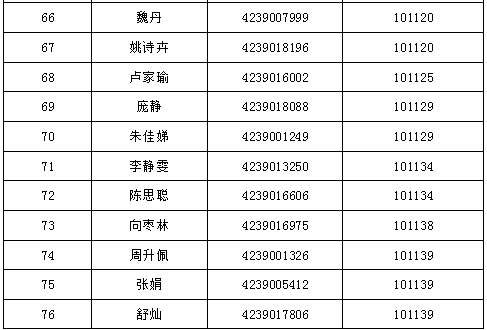 66 魏丹 4239007999 101120
67 姚诗卉 4239018196 101120
68 卢家瑜 4239016002 101125
69 庞静 4239018088 101129
70 朱佳娣 4239001249 101129
71 李静雯 4239013250 101134
72 陈思聪 4239016606 101134
73 向枣林 4239016975 101138
74 周升佩 4239001326 101139
75 张娟 4239005412 101139
76 舒灿 4239017806 101139